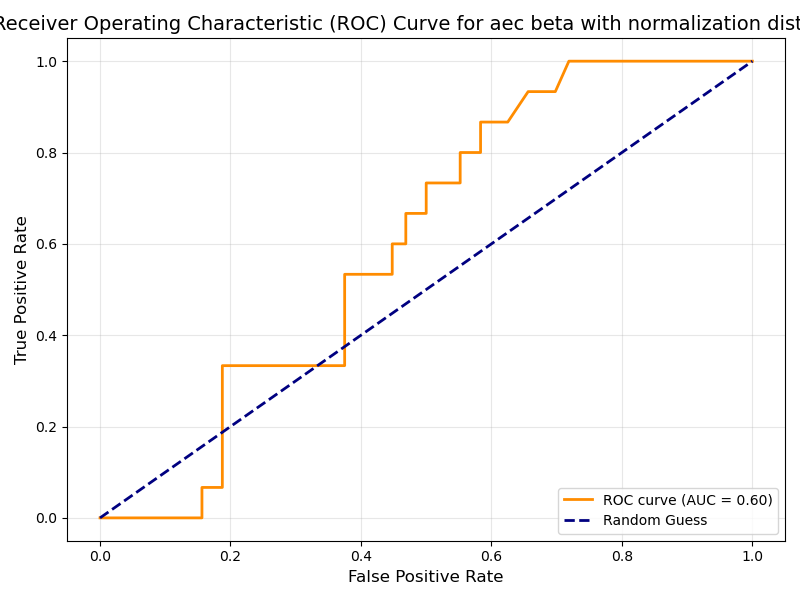 Receiver Operating Characteristic (ROC) Curve for aec beta with normalization dist
1.0
0.8
0.6
0.4
0.2
0.0
True Positive Rate
0.0 0.2 0.4 0.6 0.8 1.0
False Positive Rate
ROC curve (AUC = 0.60)
Random Guess